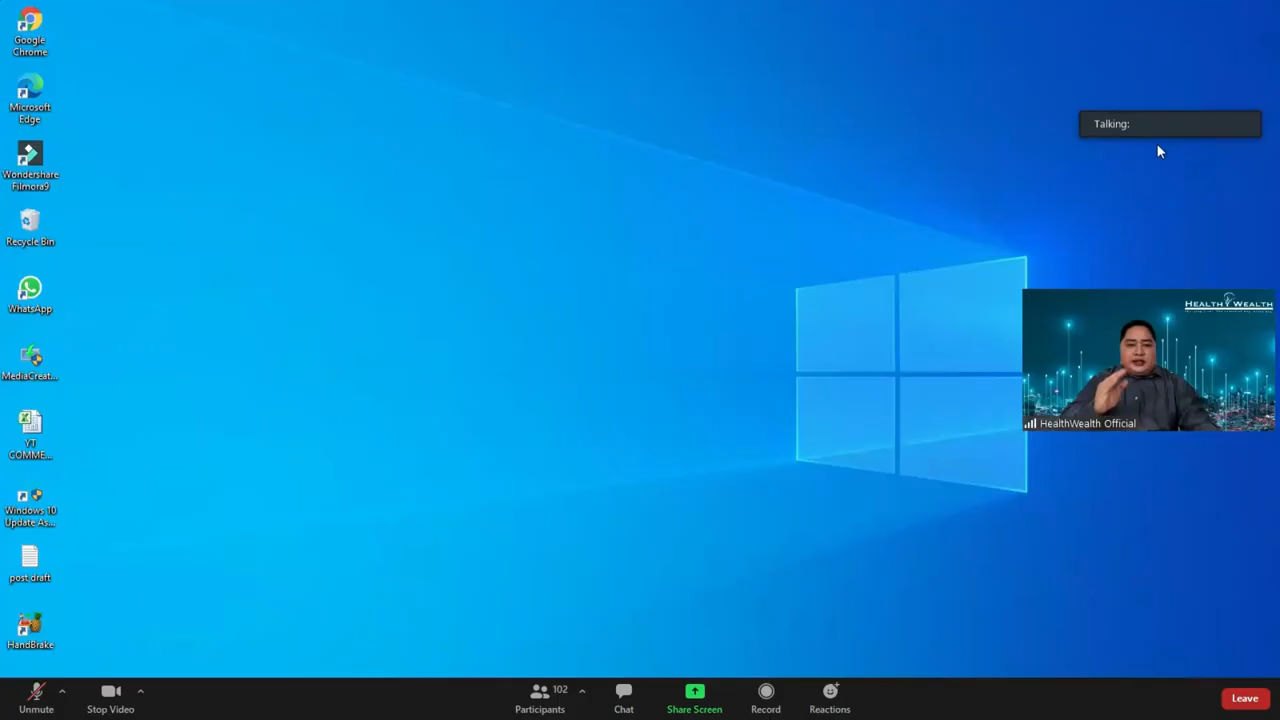 Google
Chrome
Microsoft
Edge
Wondershare
Filmora9
Recycle Bin
WhatsApp
MediaCreat...
YT
COMME...
Windows 10
Update As...
post draft
HandBrake
Talking:
HEALTH WEALTH
HealthWealth Official
Unmute
Stop Video
102
Participants
Chat
Share Screen
Record
Reactions
Leave